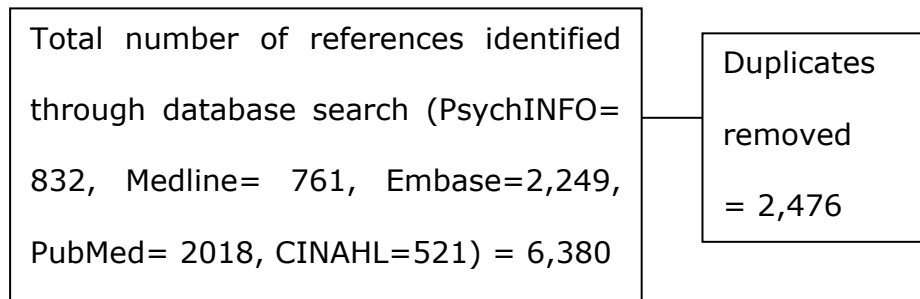 Total number of references identified
through database search (PsychINFO=
832, Medline= 761, Embase=2,249,
PubMed= 2018, CINAHL=521) = 6,380
Duplicates
removed
= 2,476